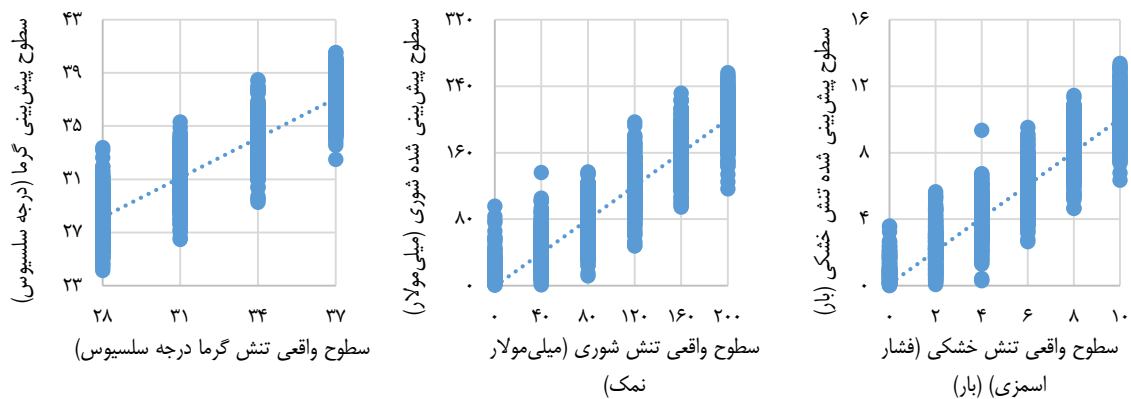 سطوح پیش‌بینی گرما (درجه سلسیوس)
۴۳
۳۹
۳۵
۳۱
۲۷
۲۳
۲۸ ۳۱ ۳۴ ۳۷
سطوح واقعی تنش گرما درجه سلسیوس)
سطوح پیش‌بینی شده شوری (میلی‌مولار)
۳۲۰
۲۴۰
۱۶۰
۸۰
۰
۰ ۴۰ ۸۰ ۱۲۰ ۱۶۰ ۲۰۰
سطوح واقعی تنش شوری (میلی‌مولار
نمک)
سطوح پیش‌بینی شده تنش خشکی (بار)
۱۶
۱۲
۸
۴
۰
۰ ۲ ۴ ۶ ۸ ۱۰
سطوح واقعی تنش خشکی (فشار
اسمزی) (بار)